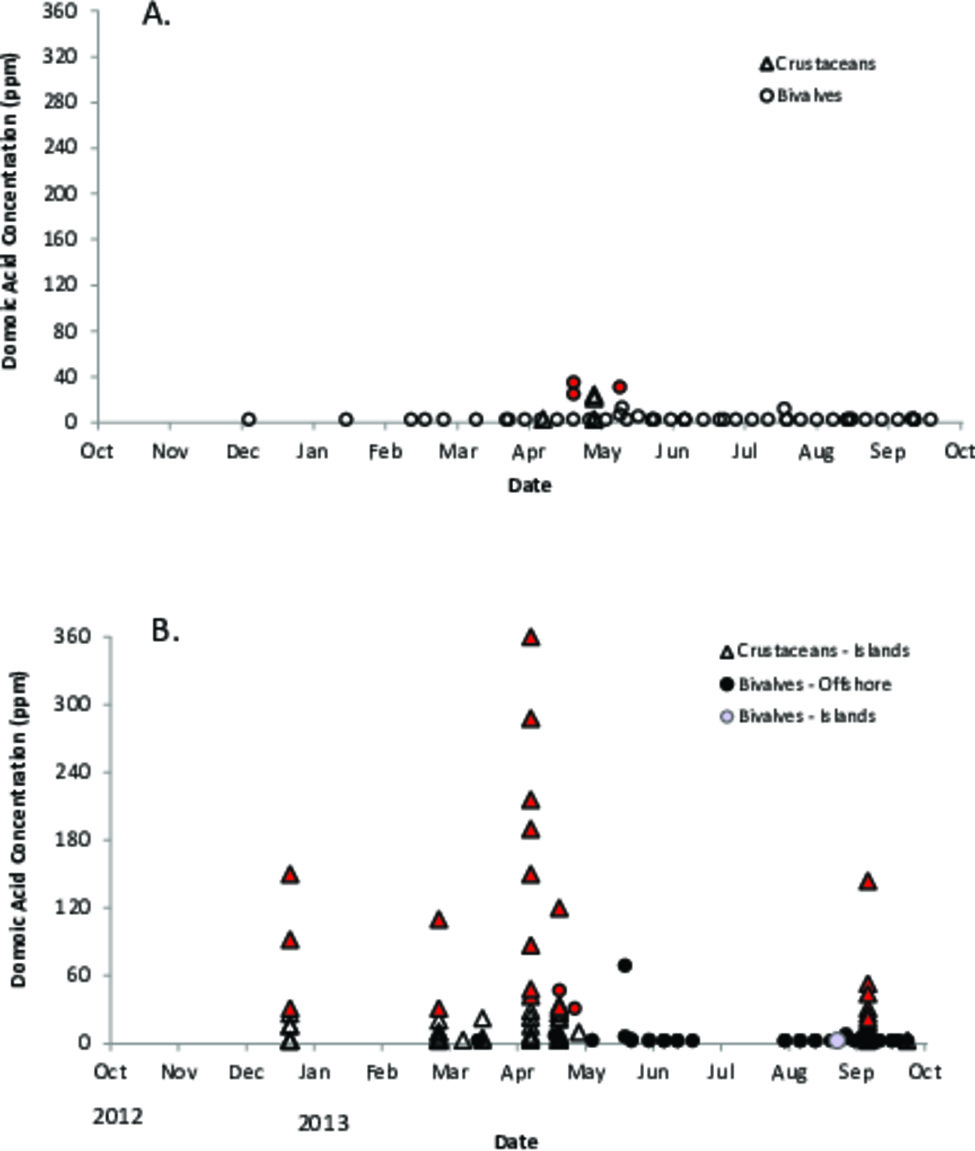 A.
360
320
280
240
200
160
120
80
40
0
Domoic Acid Concentration (ppm)
Crustaceans
Bivalves
Oct Nov Dec Jan Feb Mar Apr May Jun Jul Aug Sep Oct
Date
B.
360
300
240
180
120
60
0
Domoic Acid Concentration (ppm)
Crustaceans - Islands
Bivalves - Offshore
Bivalves - Islands
Oct Nov Dec Jan Feb Mar Apr May Jun Jul Aug Sep Oct
2012 2013
Date